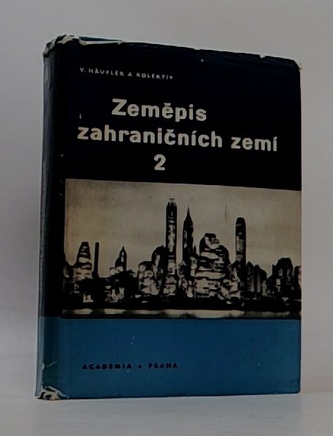 V. HÄUFLER A KOLEKTIV
Zeměpis
zahraničních zemí
2
ACADEMIA • PRAHA